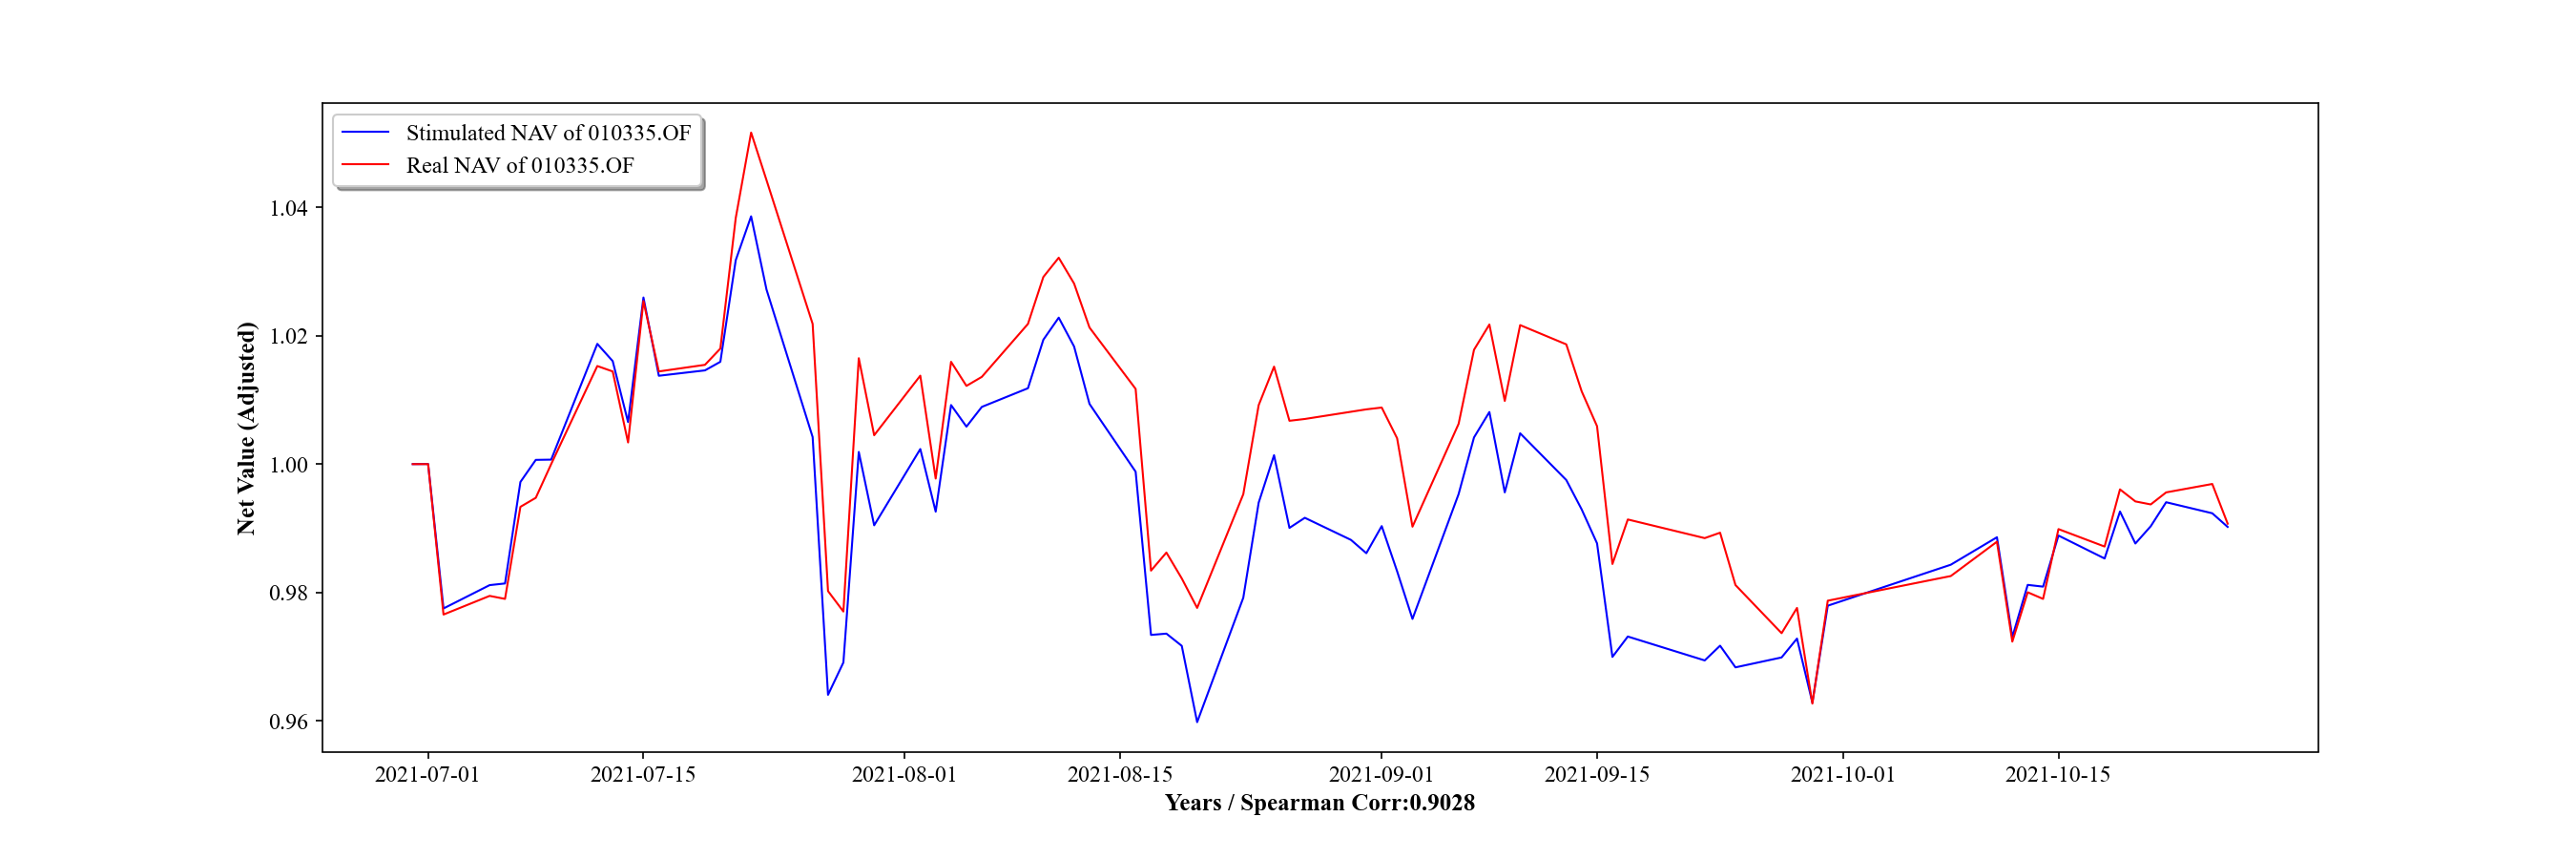 Stimulated NAV of 010335.OF
Real NAV of 010335.OF
Net Value (Adjusted)
1.04
1.02
1.00
0.98
0.96
2021-07-01 2021-07-15 2021-08-01 2021-08-15 2021-09-01 2021-09-15 2021-10-01 2021-10-15
Years / Spearman Corr:0.9028